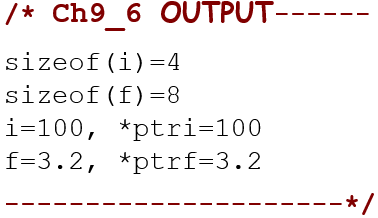 /* Ch9_6 OUTPUT------
sizeof(i)=4
sizeof(f)=8
i=100, *ptri=100
f=3.2, *ptrf=3.2
---------------------*/